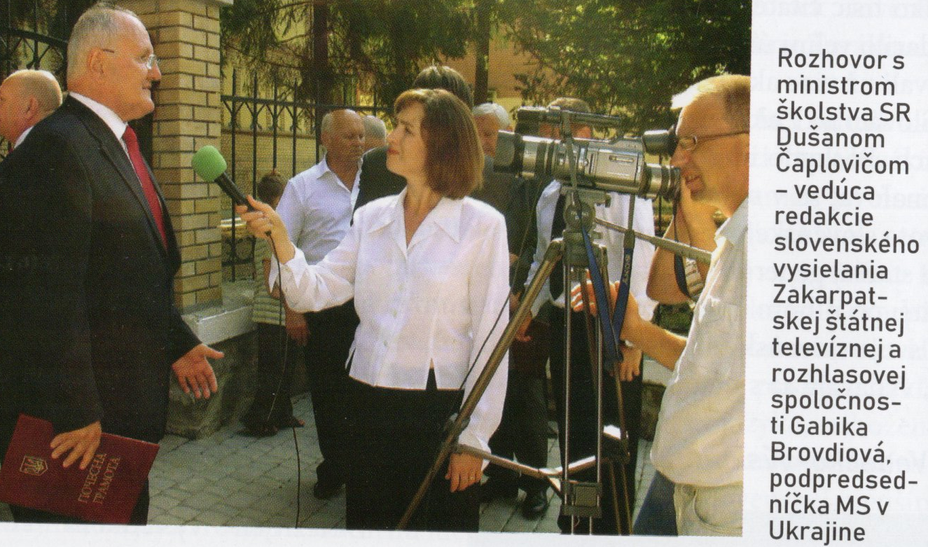 Rozhovor s
ministrom
školstva SR
Dušanom
Čaplovičom
– vedúca
redakcie
slovenského
vysielania
Zakarpat-
skej štátnej
televíznej a
rozhlasovej
spoločnos-
ti Gabika
Brovdiová,
podpredsed-
níčka MS v
Ukrajine
ПОЧЕСНА
ГРАМОТА